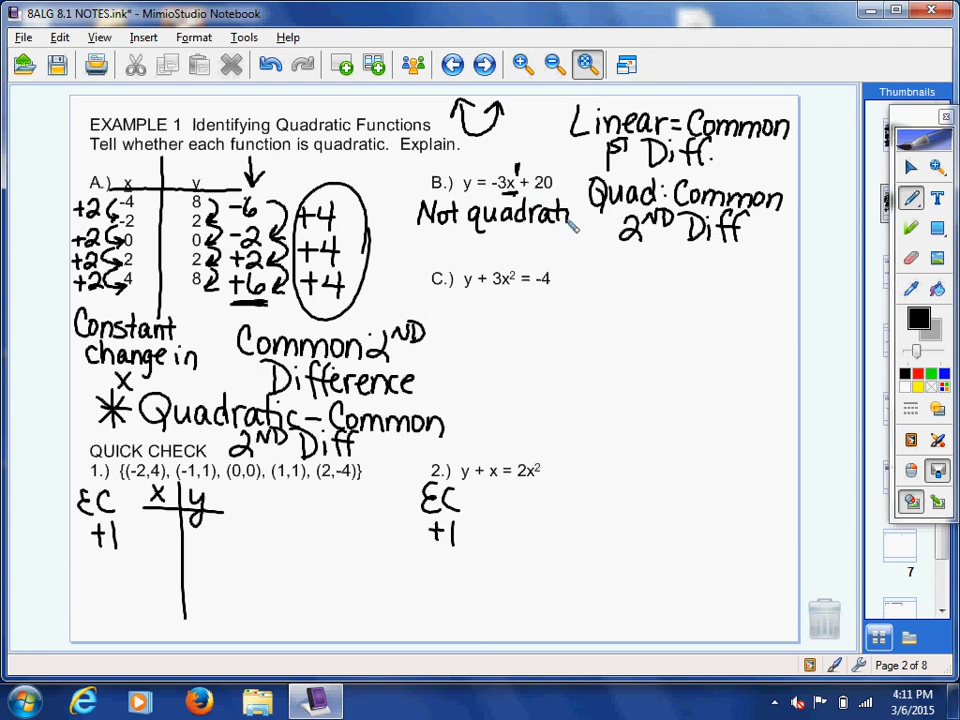 8ALG 8.1 NOTES.ink* - MimioStudio Notebook
File Edit View Insert Format Tools Help
Thumbnails
EXAMPLE 1 Identifying Quadratic Functions
Tell whether each function is quadratic. Explain.
Linear = Common
1ST Diff.
Quad: Common
2ND Diff
A.) x y
+2 -4 8 -6 +4
+2 -2 2 -2 +4
+2 0 0 +2 +4
+2 2 2 +6
4 8
Constant
change in
x
Common 2ND
Difference
* Quadratic - Common
2ND Diff
B.) y = -3x¹ + 20
Not quadrati
C.) y + 3x² = -4
QUICK CHECK
1.) {(-2,4), (-1,1), (0,0), (1,1), (2,-4)}
EC x y
+1
2.) y + x = 2x²
EC
+1
7
Page 2 of 8
4:11 PM
3/6/2015